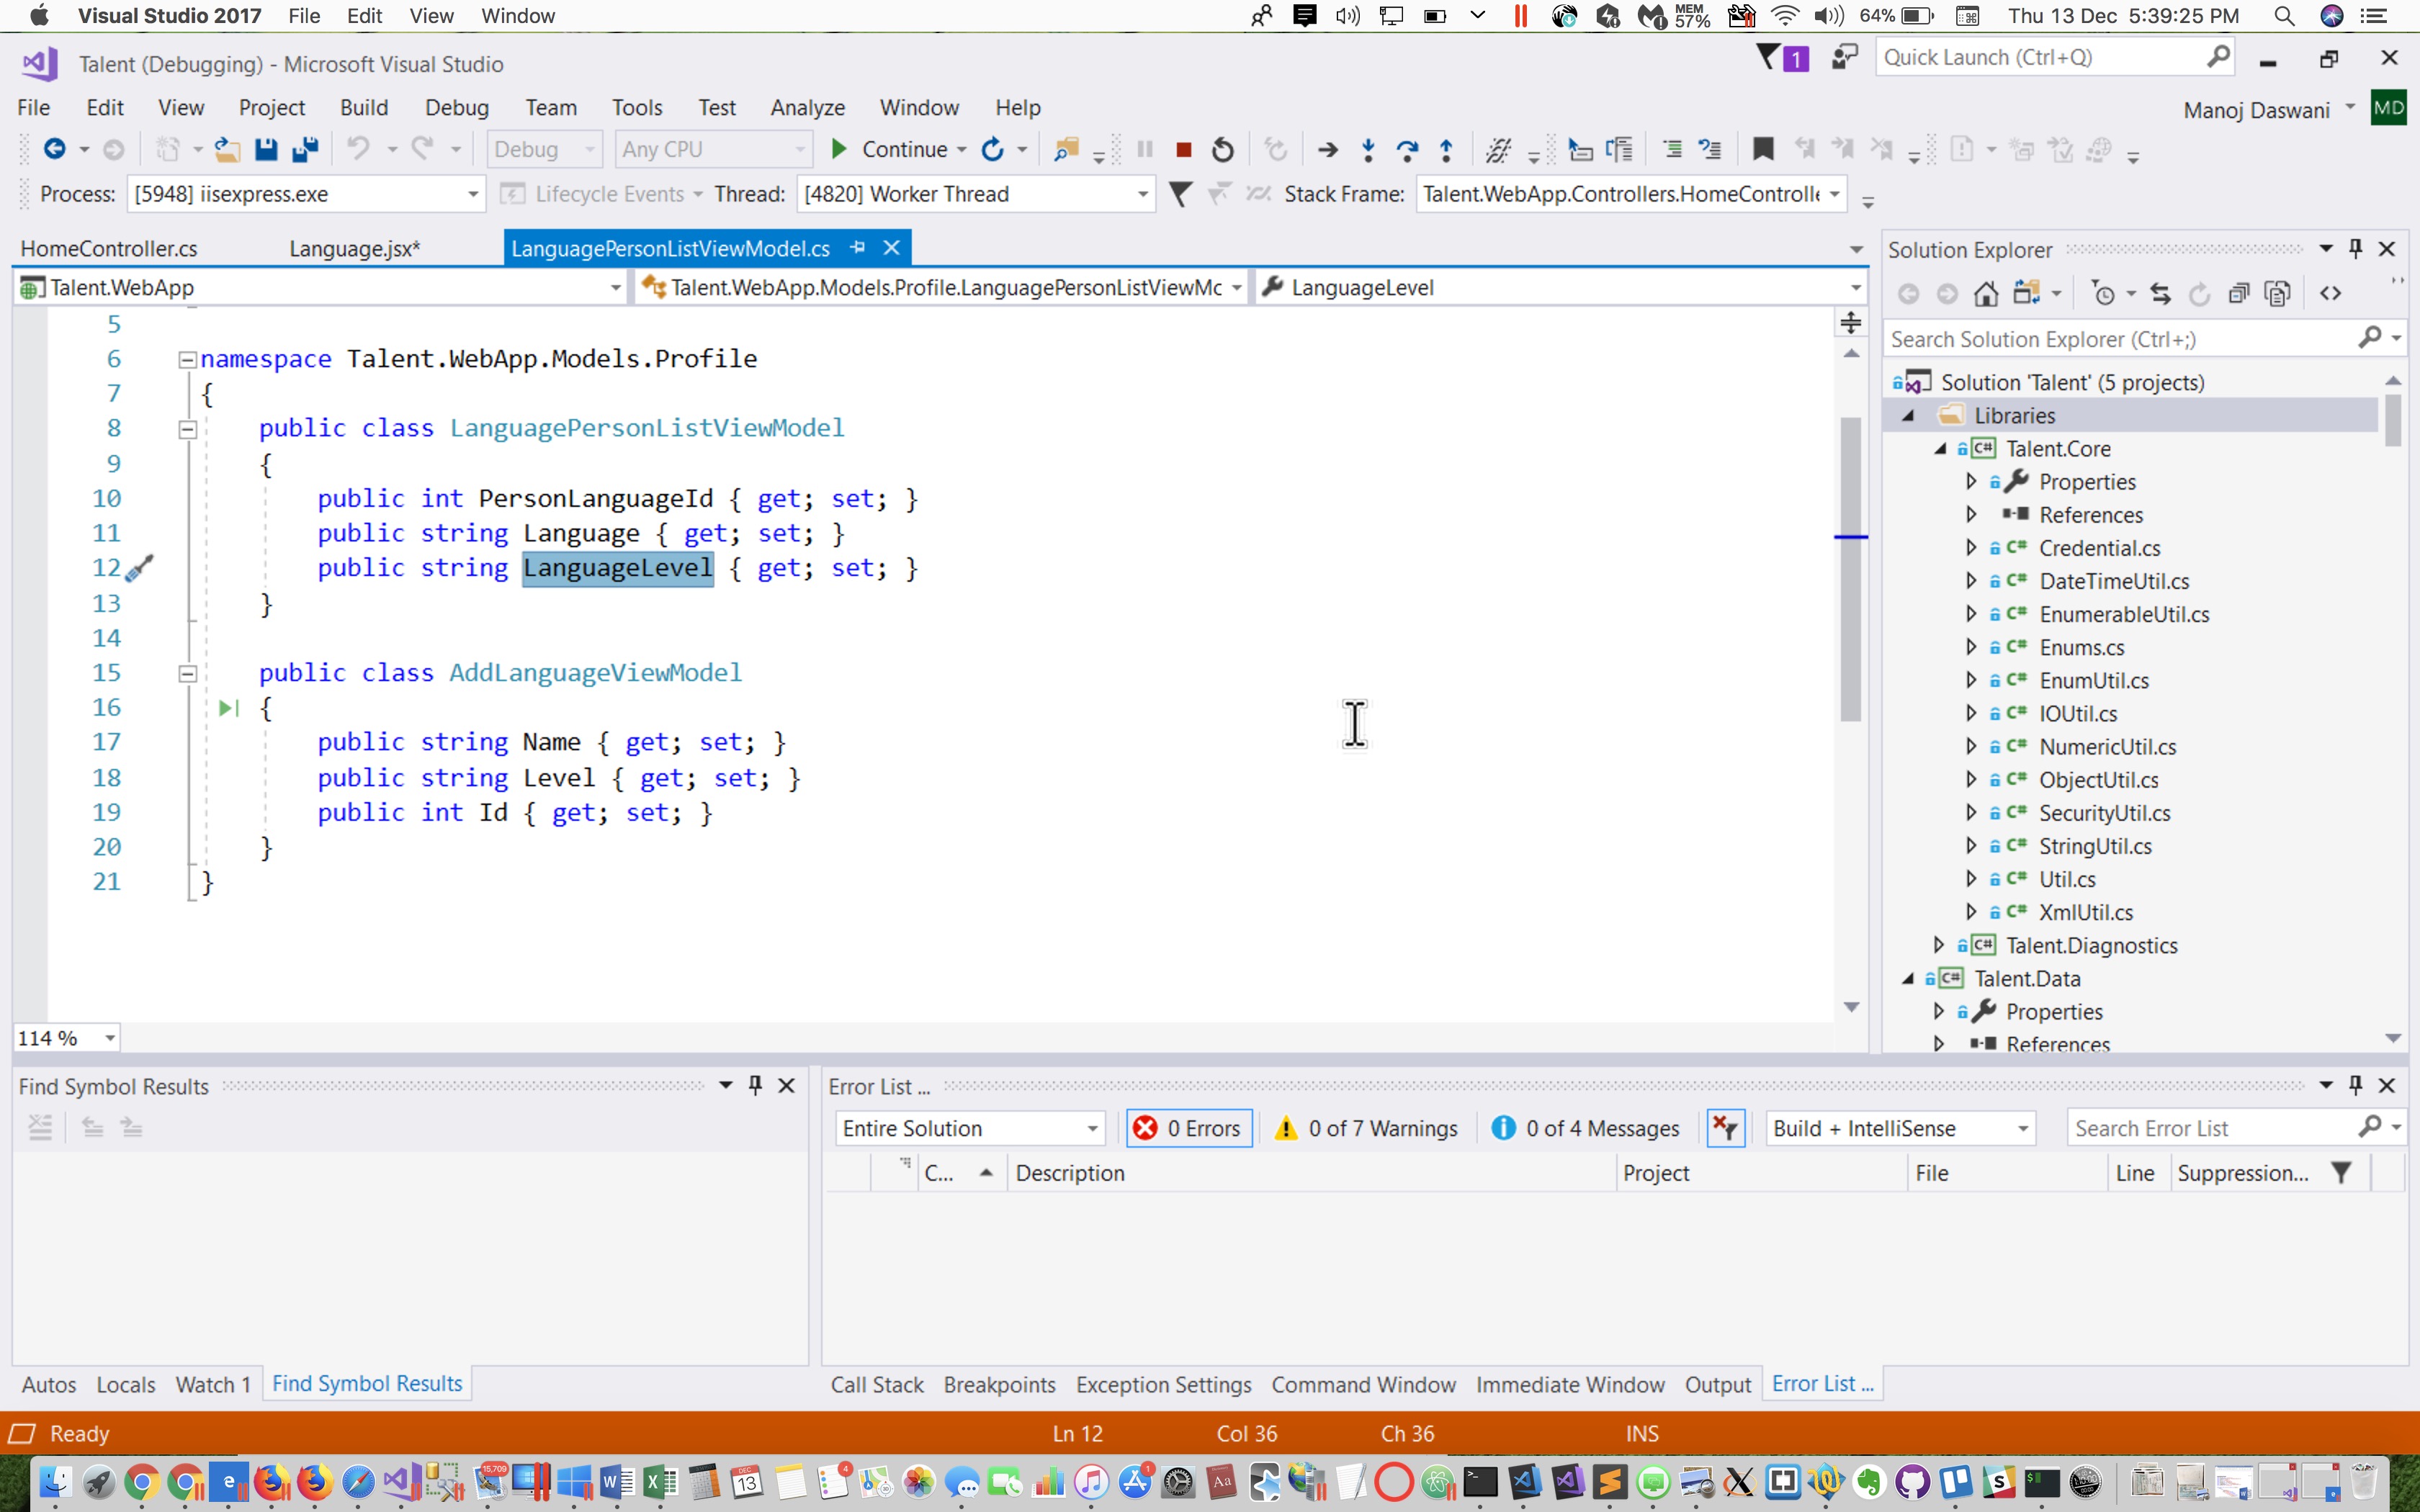 Visual Studio 2017 File Edit View Window MEM 57% 64% Thu 13 Dec 5:39:25 PM
Talent (Debugging) - Microsoft Visual Studio 1 Quick Launch (Ctrl+Q)
File Edit View Project Build Debug Team Tools Test Analyze Window Help Manoj Daswani MD
Debug Any CPU Continue
Process: [5948] iisexpress.exe Lifecycle Events Thread: [4820] Worker Thread Stack Frame: Talent.WebApp.Controllers.HomeControlle
HomeController.cs Language.jsx* LanguagePersonListViewModel.cs
Talent.WebApp Talent.WebApp.Models.Profile.LanguagePersonListViewMc LanguageLevel
5
6 namespace Talent.WebApp.Models.Profile
7 {
8 public class LanguagePersonListViewModel
9 {
10 public int PersonLanguageId { get; set; }
11 public string Language { get; set; }
12 public string LanguageLevel { get; set; }
13 }
14
15 public class AddLanguageViewModel
16 {
17 public string Name { get; set; }
18 public string Level { get; set; }
19 public int Id { get; set; }
20 }
21 }
114 %
Solution Explorer
Search Solution Explorer (Ctrl+;)
Solution 'Talent' (5 projects)
Libraries
C# Talent.Core
Properties
References
C# Credential.cs
C# DateTimeUtil.cs
C# EnumerableUtil.cs
C# Enums.cs
C# EnumUtil.cs
C# IOUtil.cs
C# NumericUtil.cs
C# ObjectUtil.cs
C# SecurityUtil.cs
C# StringUtil.cs
C# Util.cs
C# XmlUtil.cs
C# Talent.Diagnostics
C# Talent.Data
Properties
References
Find Symbol Results
Error List ...
Entire Solution 0 Errors 0 of 7 Warnings 0 of 4 Messages Build + IntelliSense Search Error List
C... Description Project File Line Suppression...
Autos Locals Watch 1 Find Symbol Results
Call Stack Breakpoints Exception Settings Command Window Immediate Window Output Error List ...
Ready Ln 12 Col 36 Ch 36 INS
15,709 DEC 13 4 Aa 1